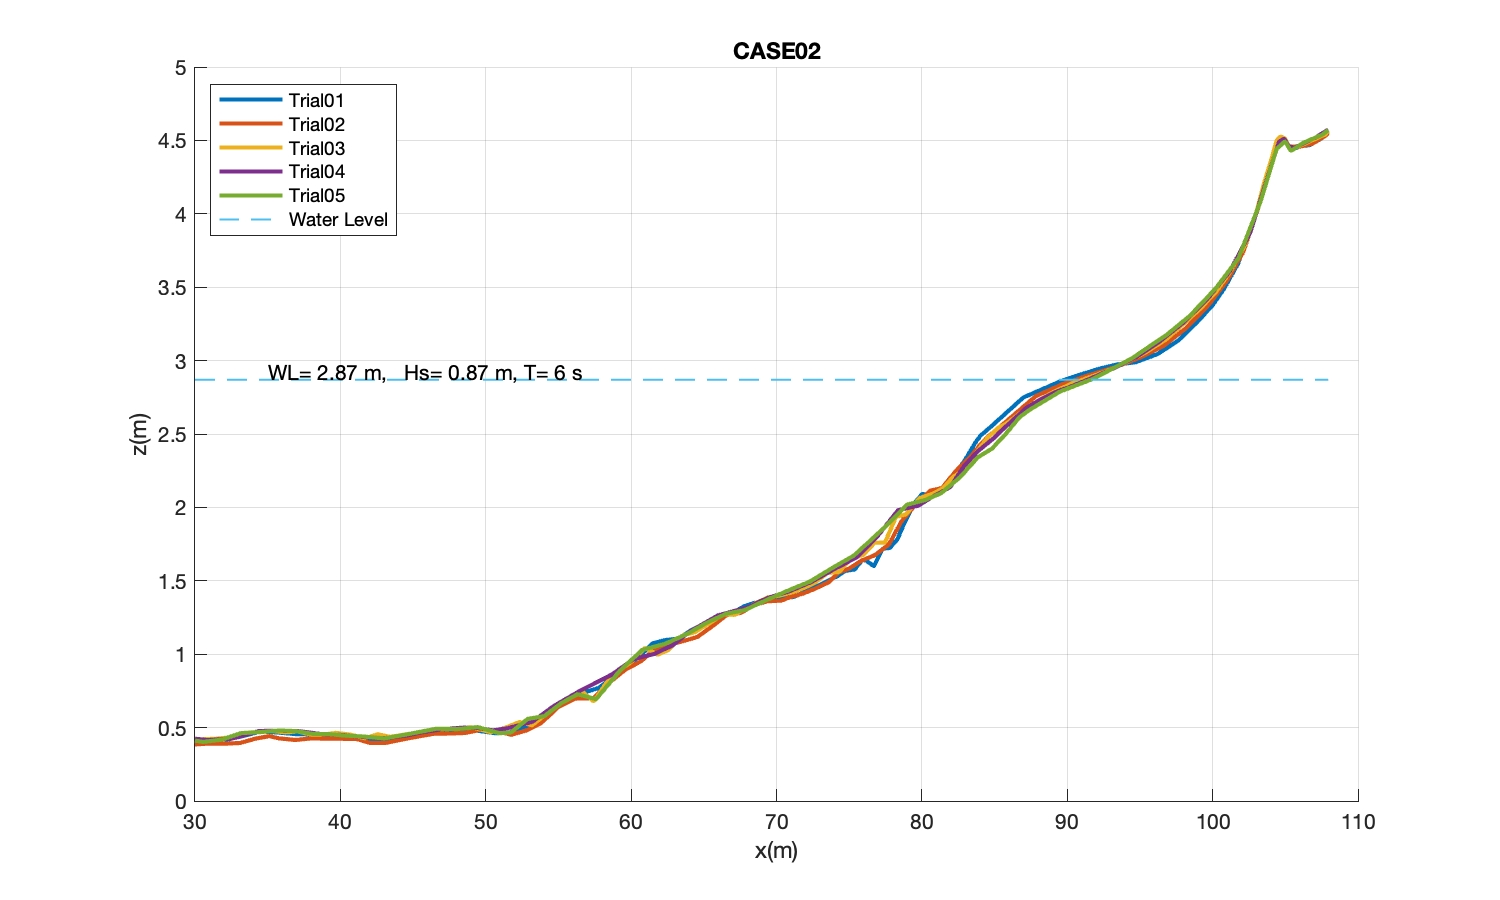 CASE02
5
4.5
4
3.5
3
2.5
2
1.5
1
0.5
0
z(m)
Trial01
Trial02
Trial03
Trial04
Trial05
Water Level
WL= 2.87 m,   Hs= 0.87 m, T= 6 s
30 40 50 60 70 80 90 100 110
x(m)